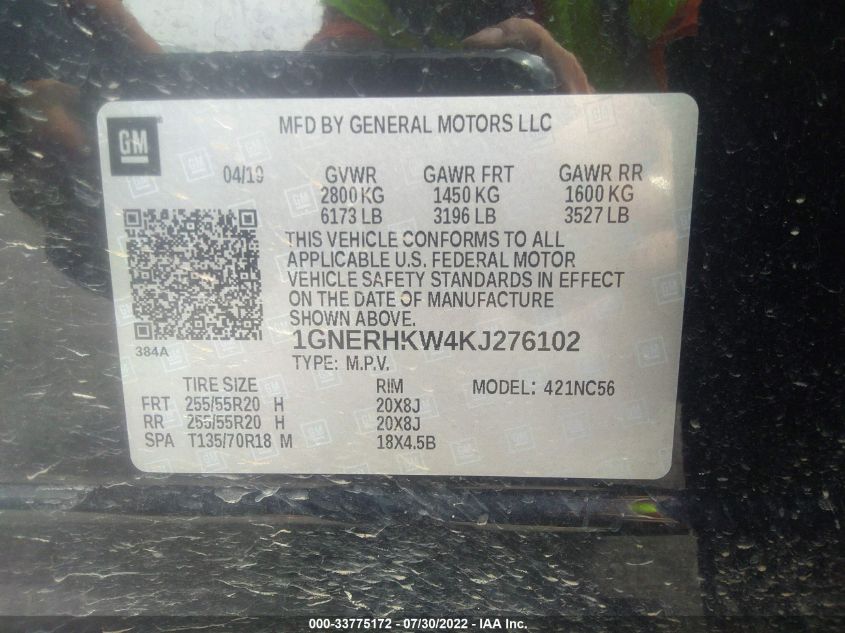 GM
MFD BY GENERAL MOTORS LLC
04/19 GVWR GAWR FRT GAWR RR
2800 KG 1450 KG 1600 KG
6173 LB 3196 LB 3527 LB
THIS VEHICLE CONFORMS TO ALL
APPLICABLE U.S. FEDERAL MOTOR
VEHICLE SAFETY STANDARDS IN EFFECT
ON THE DATE OF MANUFACTURE
SHOWN ABOVE.
384A
1GNERHKW4KJ276102
TYPE: M.P.V.
TIRE SIZE RIM MODEL: 421NC56
FRT 255/55R20 H 20X8J
RR 255/55R20 H 20X8J
SPA T135/70R18 M 18X4.5B
000-33775172 - 07/30/2022 - IAA Inc.